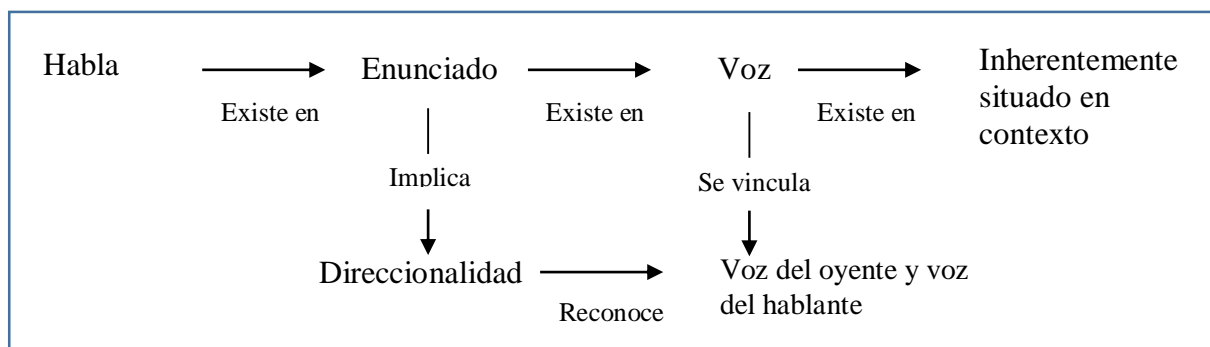 Habla
Enunciado
Voz
Inherentemente
situado en
contexto
Existe en
Existe en
Existe en
Implica
Se vincula
Direccionalidad
Reconoce
Voz del oyente y voz
del hablante